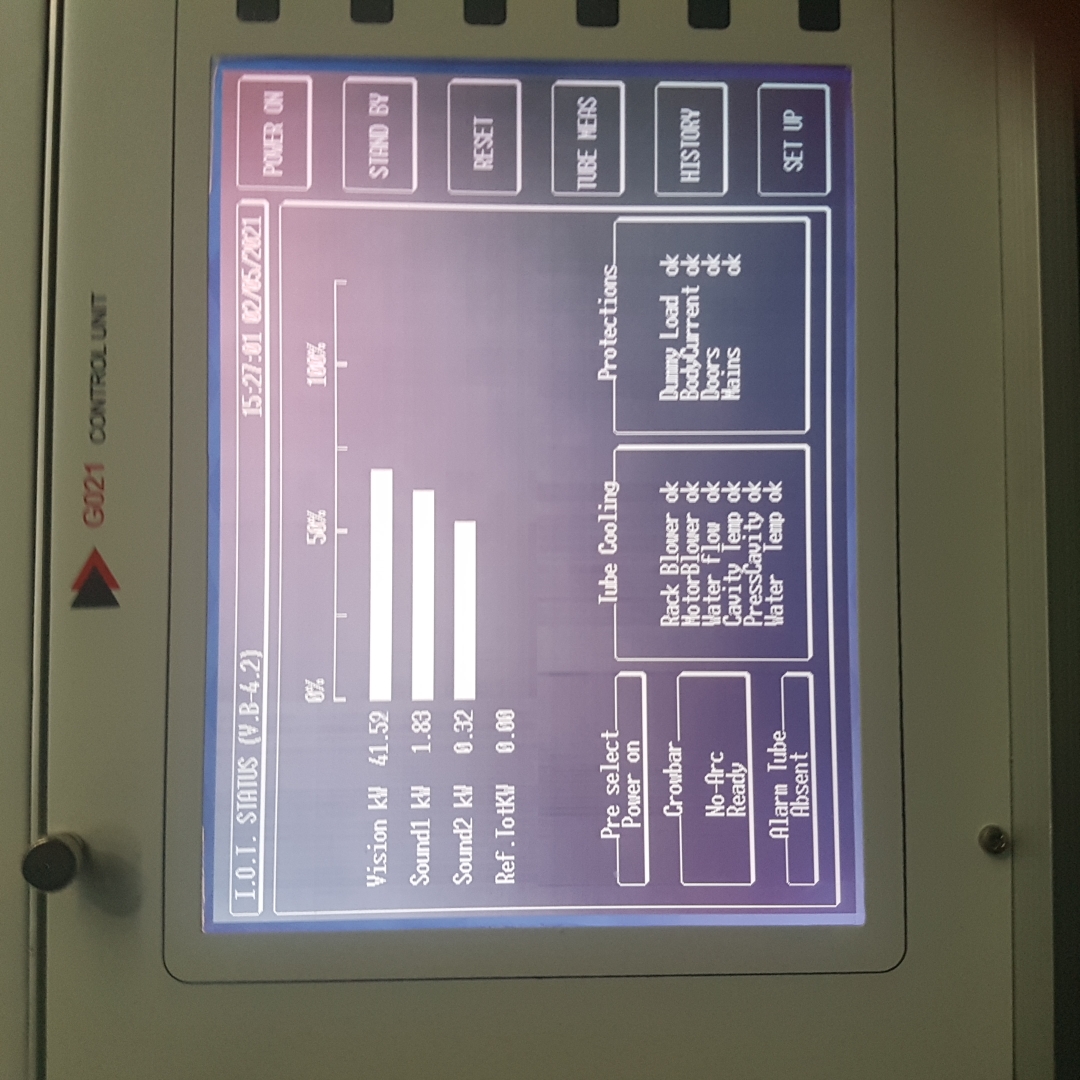 G021 CONTROL UNIT
I.O.T. STATUS (V.B-4.2) 15:27:01 02/05/2021
0% 50% 100%
Vision kW 41.52
Sound1 kW 1.83
Sound2 kW 0.32
Ref.TotKW 0.00
Pre select
Power on
Crowbar
No-Arc
Ready
Alarm Tube
Absent
Tube Cooling
Rack Blower ok
MotorBlower ok
Water flow ok
Cavity Temp ok
PressCavity ok
Water Temp ok
Protections
Dummy Load ok
BodyCurrent ok
Doors ok
Mains ok
POWER ON
STAND BY
RESET
TUBE MEAS
HISTORY
SET UP